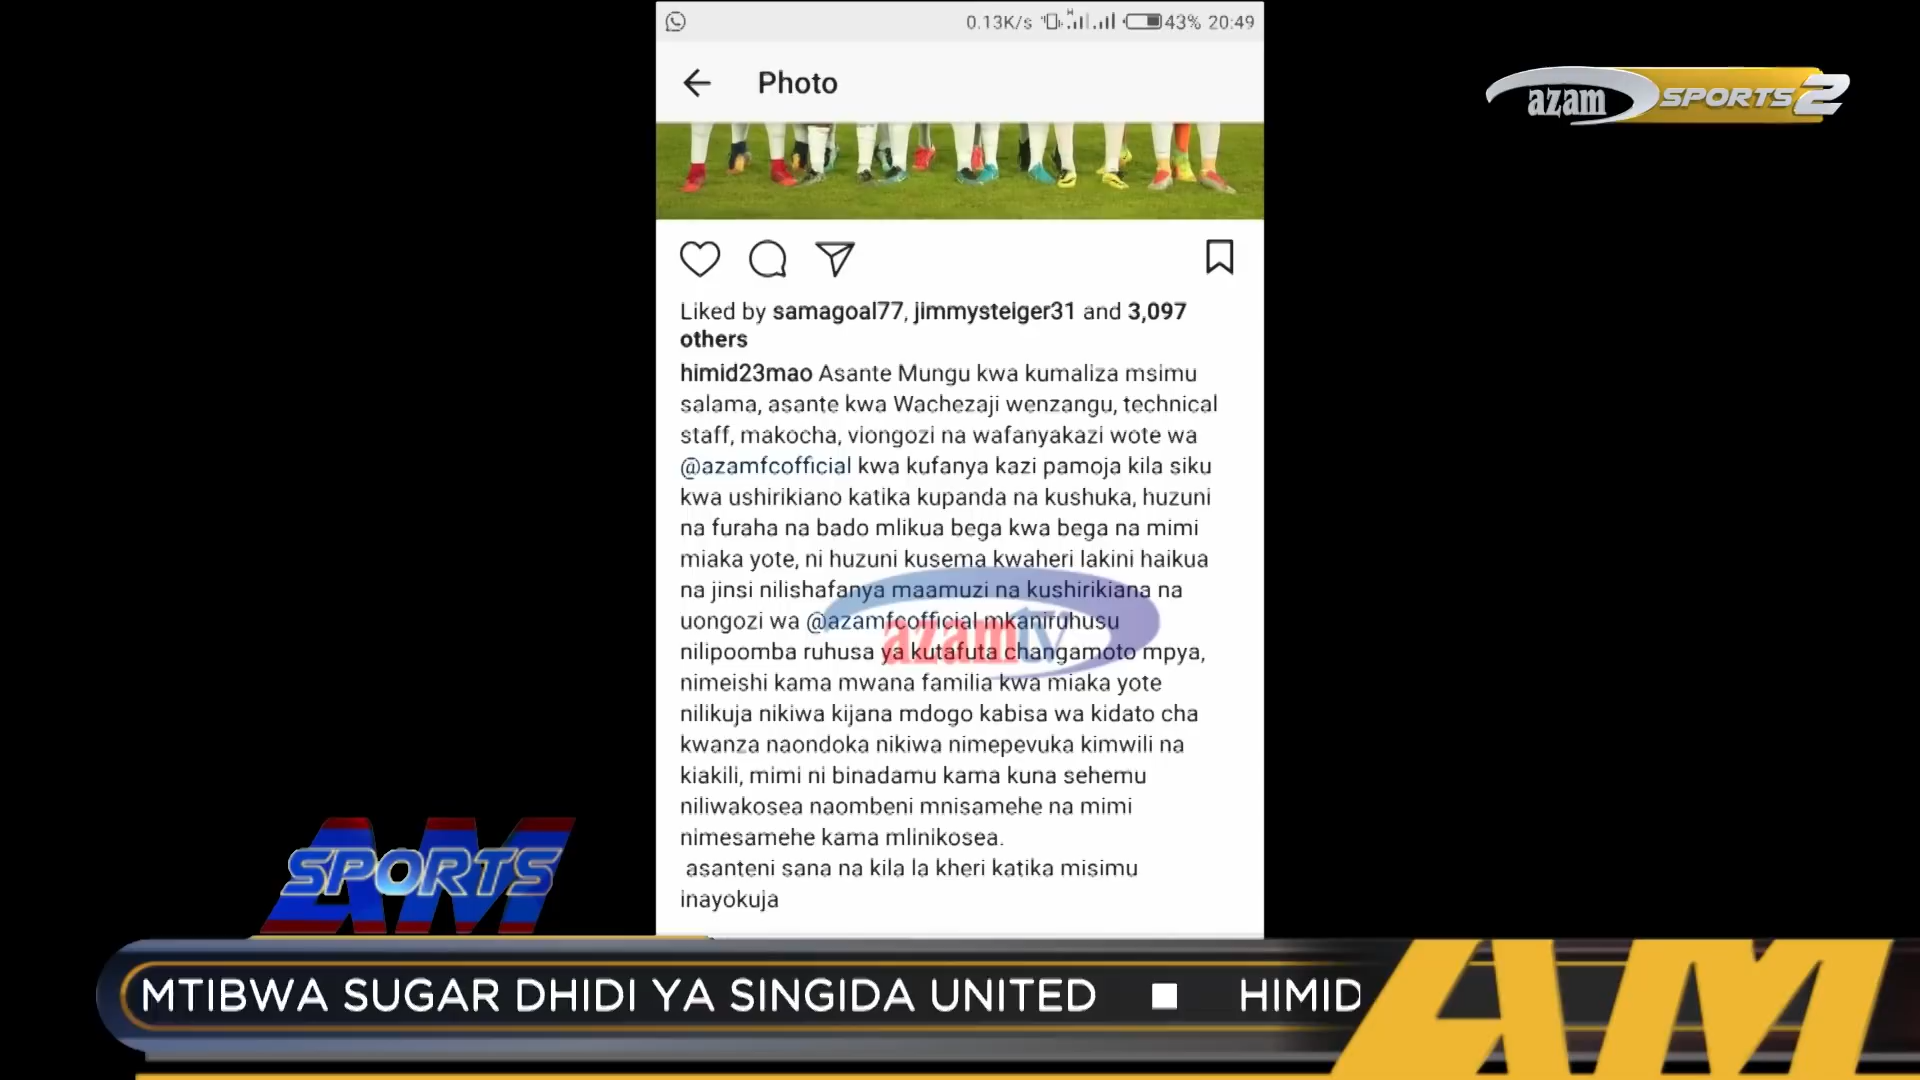 0.13K/s 43% 20:49
Photo
azam SPORTS 2
Liked by samagoal77, jimmysteiger31 and 3,097
others
himid23mao Asante Mungu kwa kumaliza msimu
salama, asante kwa Wachezaji wenzangu, technical
staff, makocha, viongozi na wafanyakazi wote wa
@azamfcofficial kwa kufanya kazi pamoja kila siku
kwa ushirikiano katika kupanda na kushuka, huzuni
na furaha na bado mlikua bega kwa bega na mimi
miaka yote, ni huzuni kusema kwaheri lakini haikua
na jinsi nilishafanya maamuzi na kushirikiana na
uongozi wa @azamfcofficial mkaniruhusu
nilipoomba ruhusa ya kutafuta changamoto mpya,
nimeishi kama mwana familia kwa miaka yote
nilikuja nikiwa kijana mdogo kabisa wa kidato cha
kwanza naondoka nikiwa nimepevuka kimwili na
kiakili, mimi ni binadamu kama kuna sehemu
niliwakosea naombeni mnisamehe na mimi
nimesamehe kama mlinikosea.
asanteni sana na kila la kheri katika misimu
inayokuja
azam tv
AM SPORTS
MTIBWA SUGAR DHIDI YA SINGIDA UNITED HIMID
AM